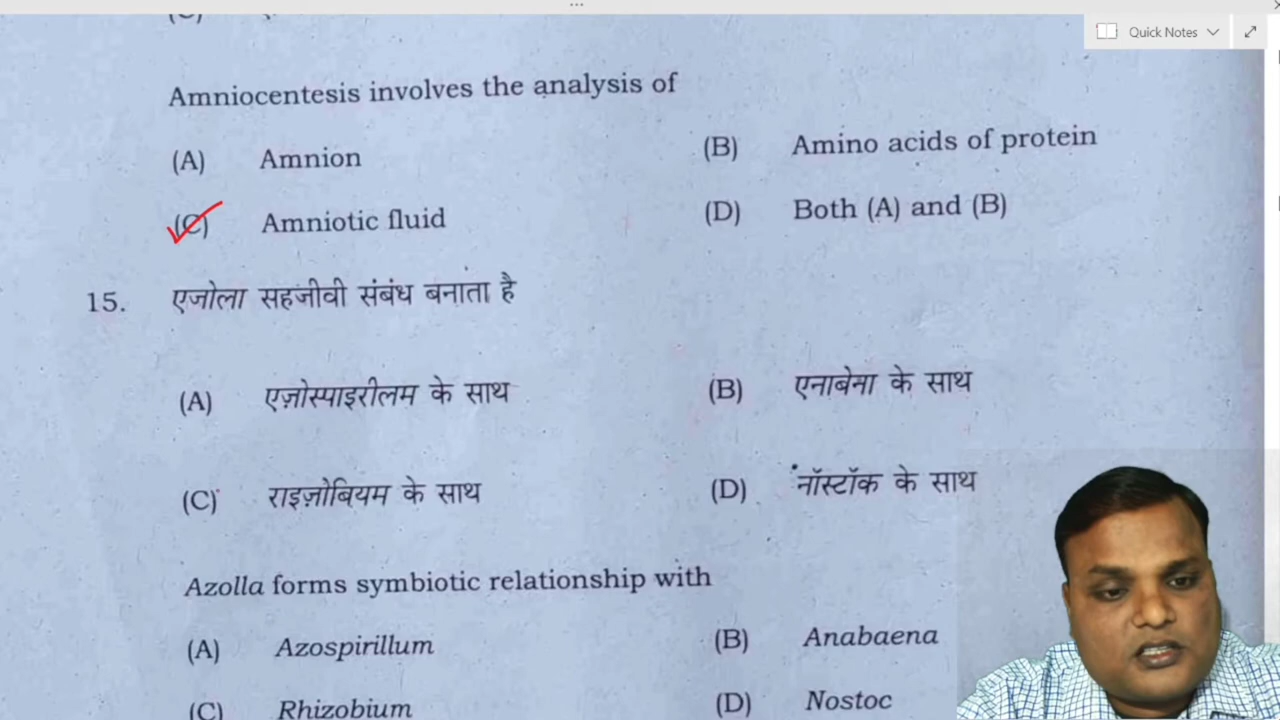 Quick Notes
Amniocentesis involves the analysis of
(A) Amnion (B) Amino acids of protein
(C) Amniotic fluid (D) Both (A) and (B)
15. एजोला सहजीवी संबंध बनाता है
(A) एज़ोस्पाइरीलम के साथ (B) एनाबेना के साथ
(C) राइज़ोबियम के साथ (D) नॉस्टॉक के साथ
Azolla forms symbiotic relationship with
(A) Azospirillum (B) Anabaena
(C) Rhizobium (D) Nostoc